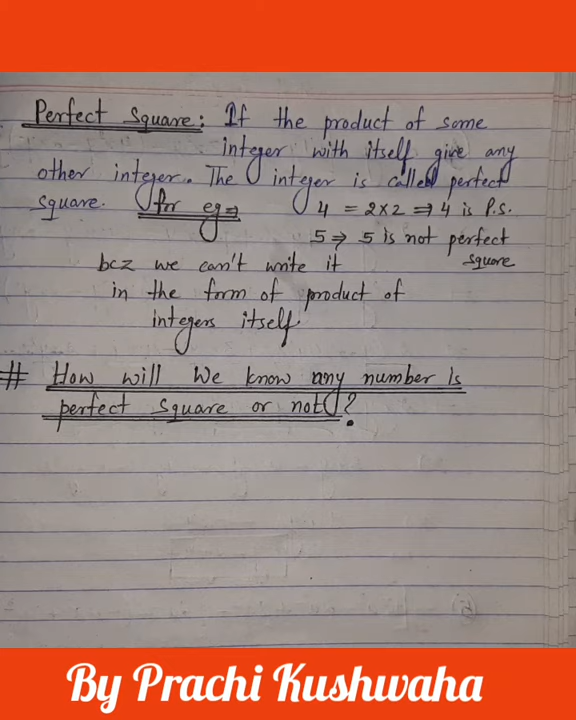 Perfect Square: If the product of some
integer with itself give any
other integer. The integer is called perfect
square. for eg ⇒ 4 = 2×2 ⇒ 4 is P.S.
5 ⇒ 5 is not perfect
square
bcz we can't write it
in the form of product of
integers itself.
# How will We know any number is
perfect square or not?
By Prachi Kushwaha